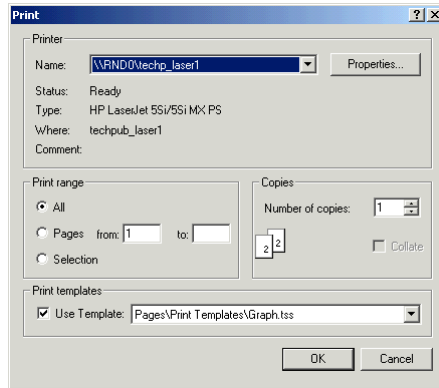 Print
Printer
Name: \\RND0\techp_laser1 Properties...
Status: Ready
Type: HP LaserJet 5Si/5Si MX PS
Where: techpub_laser1
Comment:
Print range
All
Pages from: 1 to:
Selection
Copies
Number of copies: 1
2 2
Collate
Print templates
Use Template: Pages\Print Templates\Graph.tss
OK Cancel